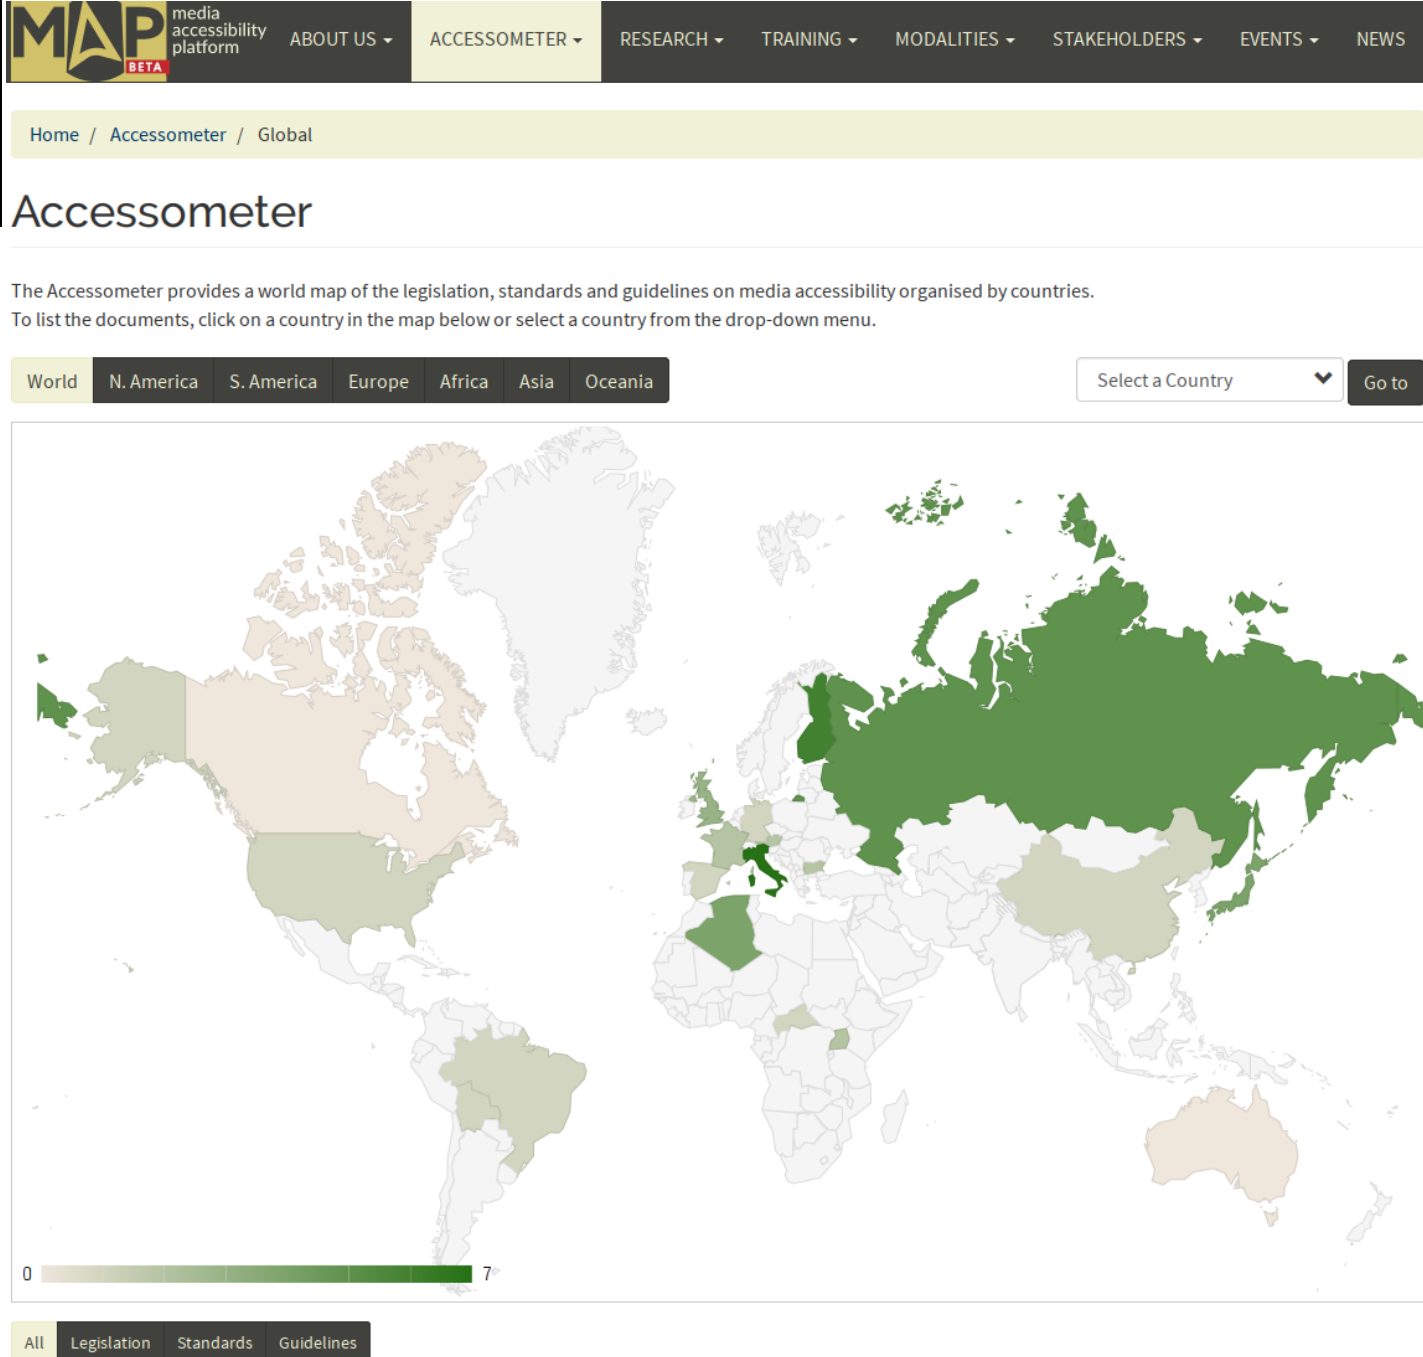 MAP
BETA
media
accessibility
platform
ABOUT US
ACCESSOMETER
RESEARCH
TRAINING
MODALITIES
STAKEHOLDERS
EVENTS
NEWS
Home / Accessometer / Global
Accessometer
The Accessometer provides a world map of the legislation, standards and guidelines on media accessibility organised by countries.
To list the documents, click on a country in the map below or select a country from the drop-down menu.
World N. America S. America Europe Africa Asia Oceania
Select a Country Go to
0 7
All Legislation Standards Guidelines